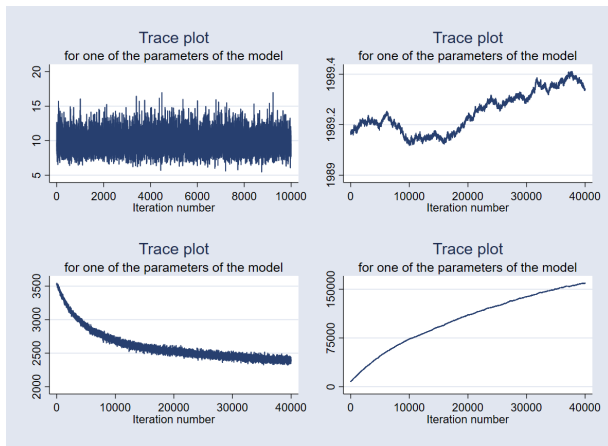 Trace plot
for one of the parameters of the model
20
15
10
5
0 2000 4000 6000 8000 10000
Iteration number
Trace plot
for one of the parameters of the model
1989.4
1989.2
1989
0 10000 20000 30000 40000
Iteration number
Trace plot
for one of the parameters of the model
3500
3000
2500
2000
0 10000 20000 30000 40000
Iteration number
Trace plot
for one of the parameters of the model
150000
75000
0
0 10000 20000 30000 40000
Iteration number